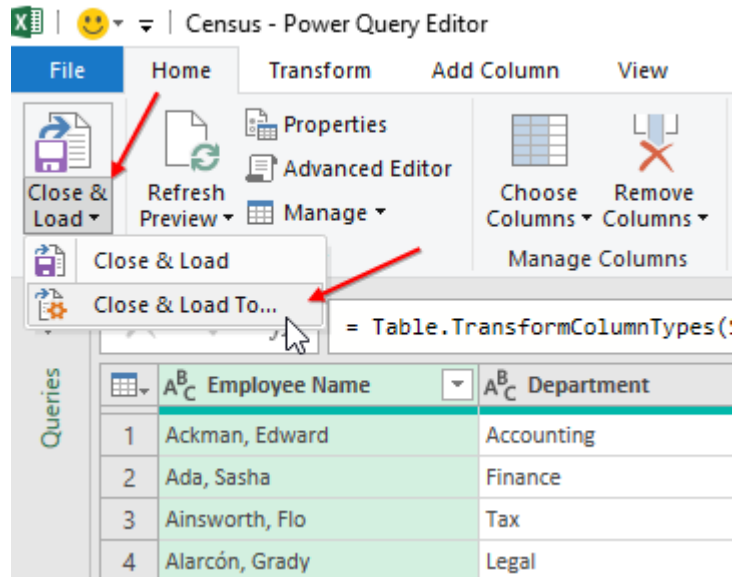 Census - Power Query Editor
File Home Transform Add Column View
Properties
Advanced Editor
Close & Load
Refresh Preview
Manage
Choose Columns
Remove Columns
Manage Columns
Close & Load
Close & Load To...
= Table.TransformColumnTypes(
Queries
ABC Employee Name ABC Department
1 Ackman, Edward Accounting
2 Ada, Sasha Finance
3 Ainsworth, Flo Tax
4 Alarcón, Grady Legal